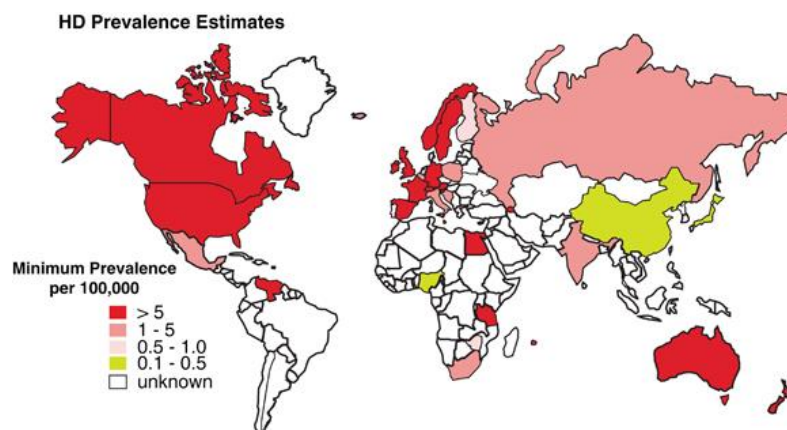 HD Prevalence Estimates
Minimum Prevalence
per 100,000
> 5
1 - 5
0.5 - 1.0
0.1 - 0.5
unknown